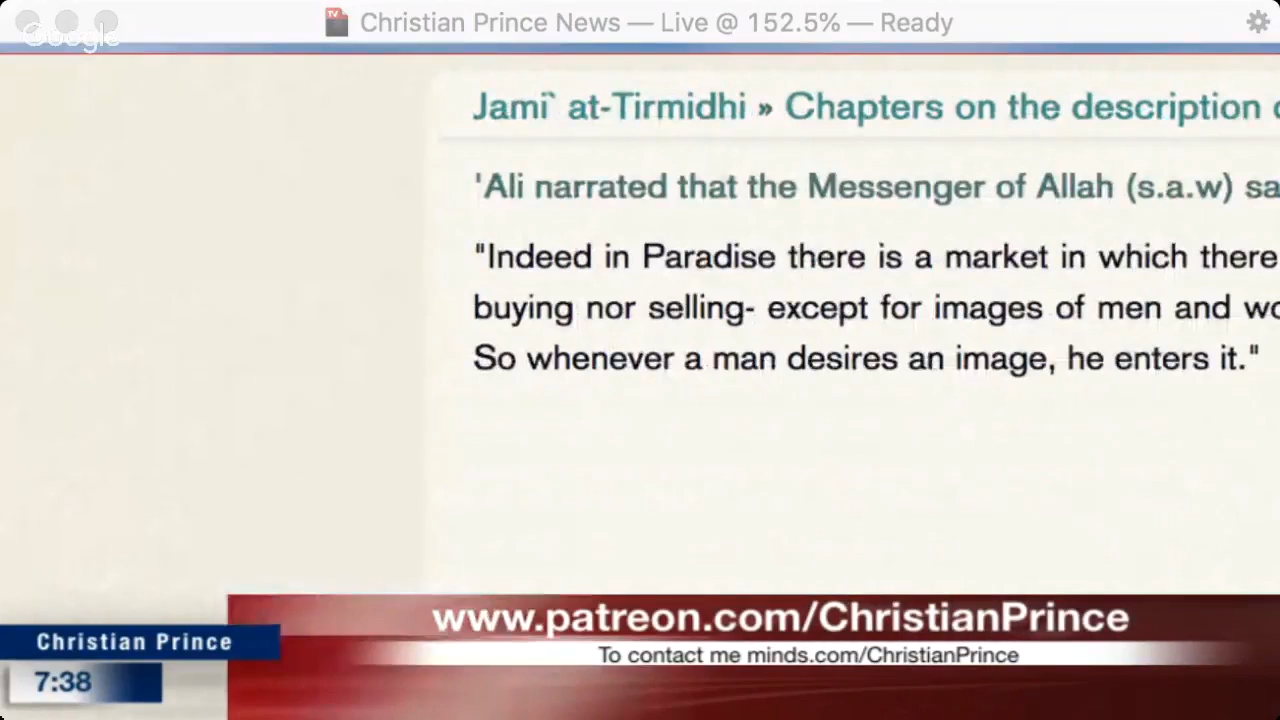 Christian Prince News — Live @ 152.5% — Ready
Google
Jami` at-Tirmidhi » Chapters on the description
'Ali narrated that the Messenger of Allah (s.a.w) sa
"Indeed in Paradise there is a market in which there
buying nor selling- except for images of men and wo
So whenever a man desires an image, he enters it."
www.patreon.com/ChristianPrince
To contact me minds.com/ChristianPrince
Christian Prince
7:38